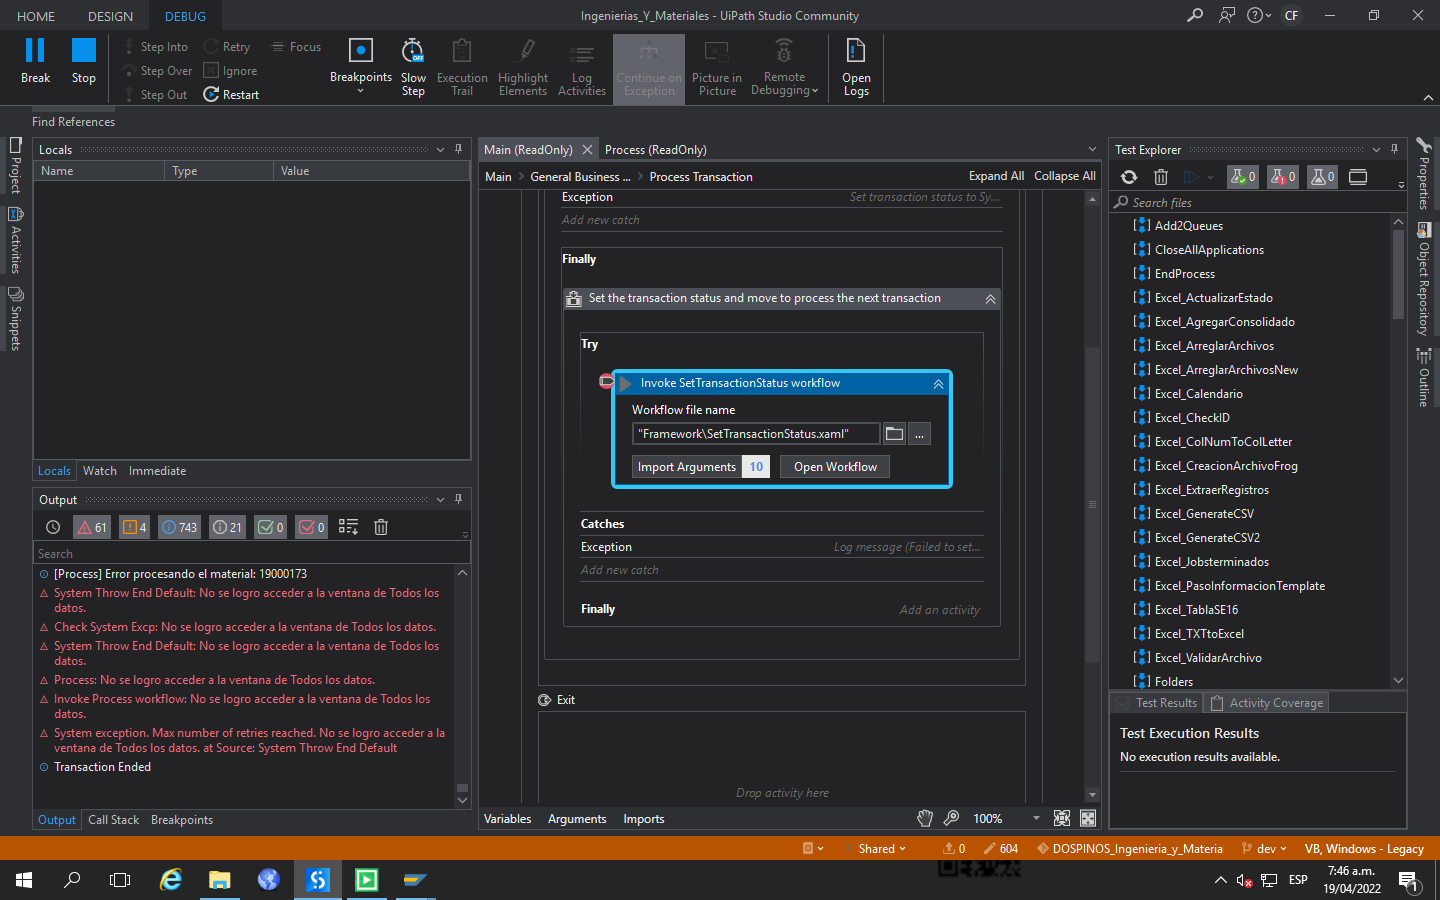 HOME DESIGN DEBUG
Ingenierias_Y_Materiales - UiPath Studio Community
CF
Break
Stop
Step Into
Step Over
Step Out
Retry
Ignore
Restart
Focus
Breakpoints
Slow
Step
Execution
Trail
Highlight
Elements
Log
Activities
Continue on
Exception
Picture in
Picture
Remote
Debugging
Open
Logs
Find References
Project
Activities
Snippets
Locals
Name Type Value
Locals Watch Immediate
Output
61 4 743 21 0 0
Search
[Process] Error procesando el material: 19000173
System Throw End Default: No se logro acceder a la ventana de Todos los
datos.
Check System Excp: No se logro acceder a la ventana de Todos los datos.
System Throw End Default: No se logro acceder a la ventana de Todos los
datos.
Process: No se logro acceder a la ventana de Todos los datos.
Invoke Process workflow: No se logro acceder a la ventana de Todos los
datos.
System exception. Max number of retries reached. No se logro acceder a la
ventana de Todos los datos. at Source: System Throw End Default
Transaction Ended
Output Call Stack Breakpoints
Main (ReadOnly) Process (ReadOnly)
Main > General Business ... > Process Transaction
Expand All Collapse All
Exception Set transaction status to Sy...
Add new catch
Finally
Set the transaction status and move to process the next transaction
Try
Invoke SetTransactionStatus workflow
Workflow file name
"Framework\SetTransactionStatus.xaml"
...
Import Arguments 10 Open Workflow
Catches
Exception Log message (Failed to set...
Add new catch
Finally Add an activity
Exit
Drop activity here
Variables Arguments Imports
100%
Test Explorer
0 0 0
Search files
Add2Queues
CloseAllApplications
EndProcess
Excel_ActualizarEstado
Excel_AgregarConsolidado
Excel_ArreglarArchivos
Excel_ArreglarArchivosNew
Excel_Calendario
Excel_CheckID
Excel_ColNumToColLetter
Excel_CreacionArchivoFrog
Excel_ExtraerRegistros
Excel_GenerateCSV
Excel_GenerateCSV2
Excel_Jobsterminados
Excel_PasoInformacionTemplate
Excel_TablaSE16
Excel_TXTtoExcel
Excel_ValidarArchivo
Folders
Test Results Activity Coverage
Test Execution Results
No execution results available.
Properties
Object Repository
Outline
Shared 0 604 DOSPINOS_Ingenieria_y_Materia dev VB, Windows - Legacy
ESP
7:46 a.m.
19/04/2022
1